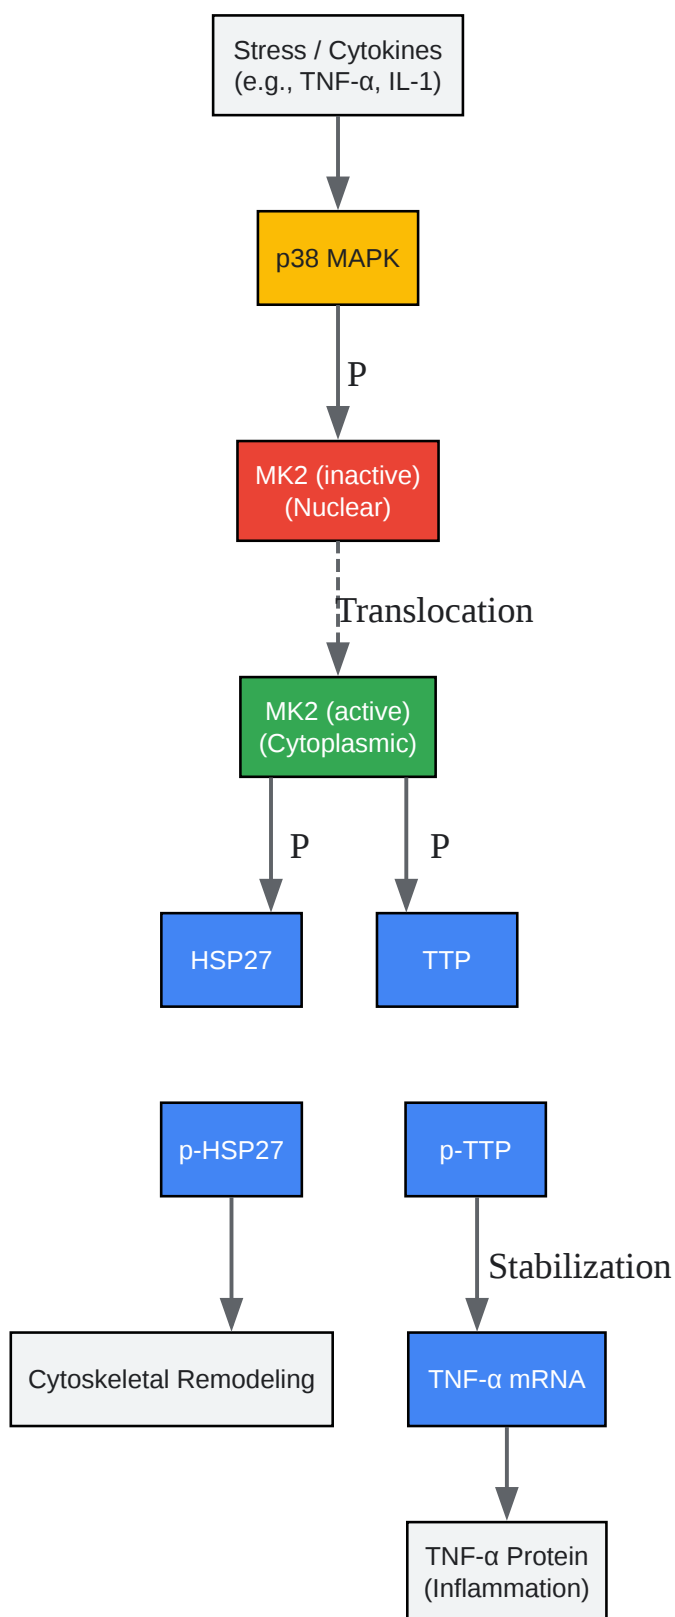 Stress / Cytokines
(e.g., TNF-α, IL-1)
p38 MAPK
P
MK2 (inactive)
(Nuclear)
Translocation
MK2 (active)
(Cytoplasmic)
P
P
HSP27
TTP
p-HSP27
p-TTP
Stabilization
Cytoskeletal Remodeling
TNF-α mRNA
TNF-α Protein
(Inflammation)